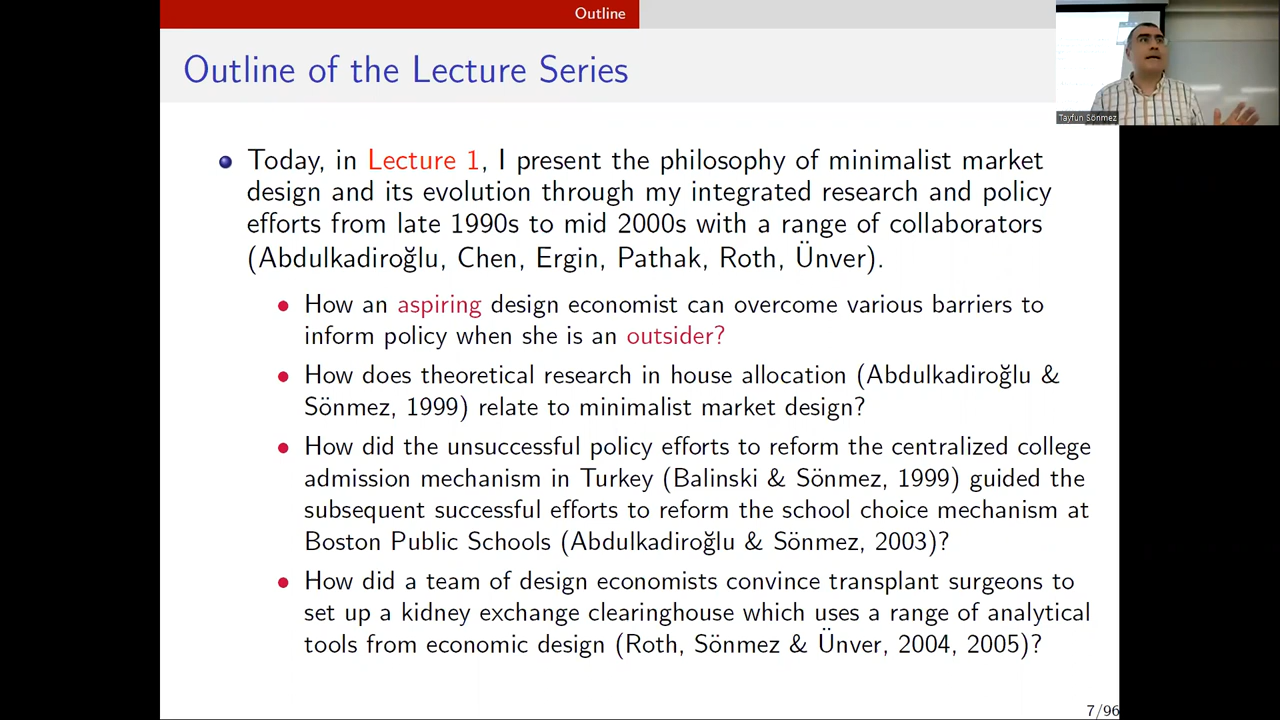 Outline
Outline of the Lecture Series
Tayfun Sönmez
Today, in Lecture 1, I present the philosophy of minimalist market
design and its evolution through my integrated research and policy
efforts from late 1990s to mid 2000s with a range of collaborators
(Abdulkadiroğlu, Chen, Ergin, Pathak, Roth, Ünver).
How an aspiring design economist can overcome various barriers to
inform policy when she is an outsider?
How does theoretical research in house allocation (Abdulkadiroğlu &
Sönmez, 1999) relate to minimalist market design?
How did the unsuccessful policy efforts to reform the centralized college
admission mechanism in Turkey (Balinski & Sönmez, 1999) guided the
subsequent successful efforts to reform the school choice mechanism at
Boston Public Schools (Abdulkadiroğlu & Sönmez, 2003)?
How did a team of design economists convince transplant surgeons to
set up a kidney exchange clearinghouse which uses a range of analytical
tools from economic design (Roth, Sönmez & Ünver, 2004, 2005)?
7/96